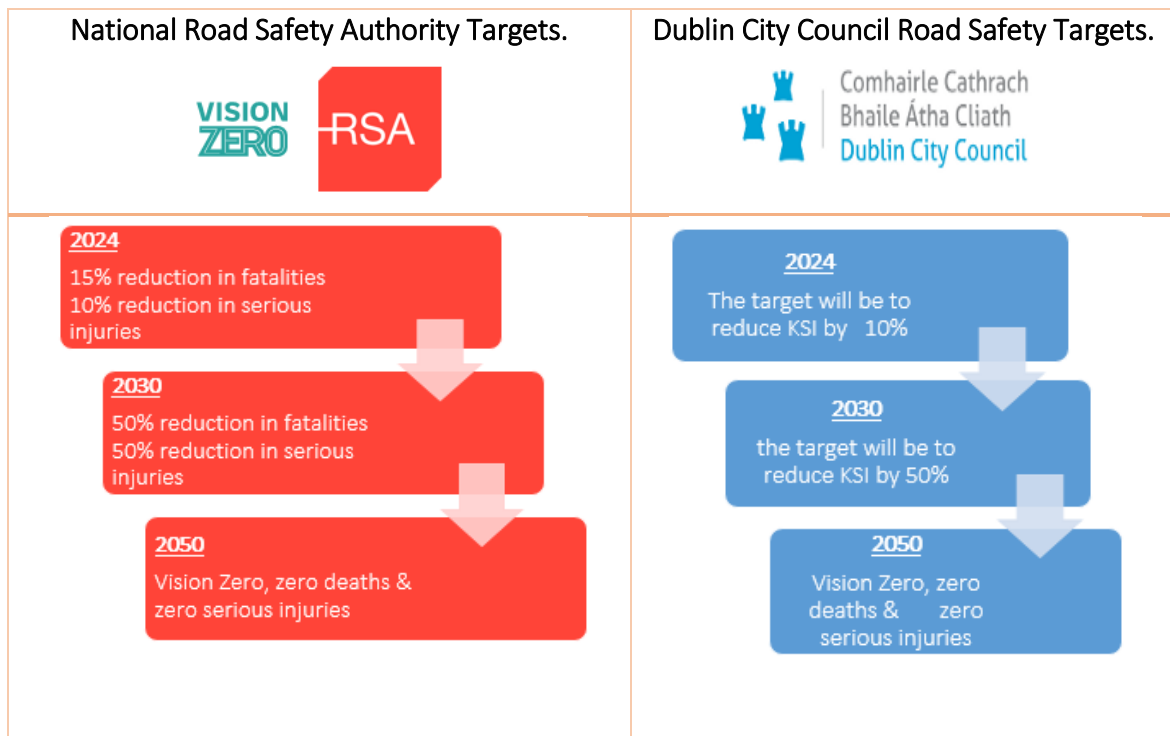 National Road Safety Authority Targets.
VISION
ZERO
RSA
2024
15% reduction in fatalities
10% reduction in serious
injuries
2030
50% reduction in fatalities
50% reduction in serious
injuries
2050
Vision Zero, zero deaths &
zero serious injuries
Dublin City Council Road Safety Targets.
Comhairle Cathrach
Bhaile Átha Cliath
Dublin City Council
2024
The target will be to
reduce KSI by 10%
2030
the target will be to
reduce KSI by 50%
2050
Vision Zero, zero
deaths & zero
serious injuries